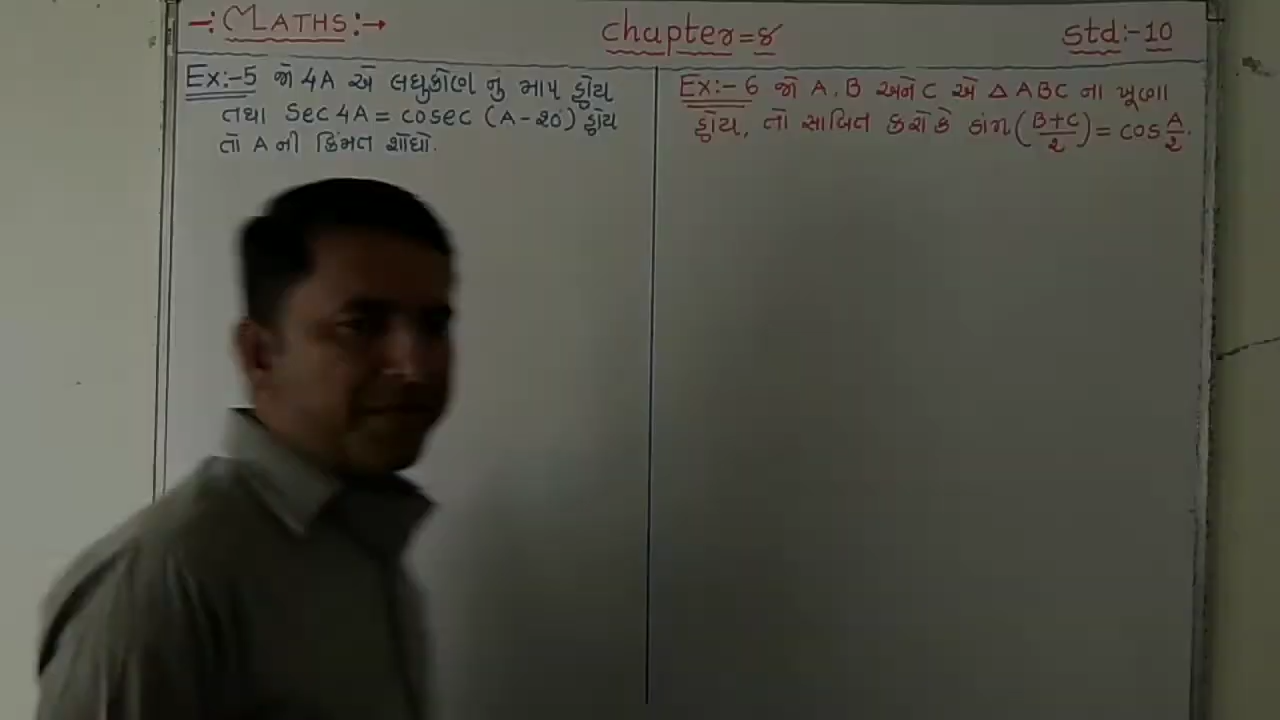 -: MATHS :→
chapter = ૪
Std:- 10
Ex:-5 જો 4A એ લઘુકોણ નું માપ હોય
તથા Sec 4A = cosec (A-20°) હોય
તો A ની કિંમત શોધો.
Ex:- 6 જો A, B અને C એ △ ABC ના ખૂણા
હોય, તો સાબિત કરો કે sin (B+C/2) = cos A/2.